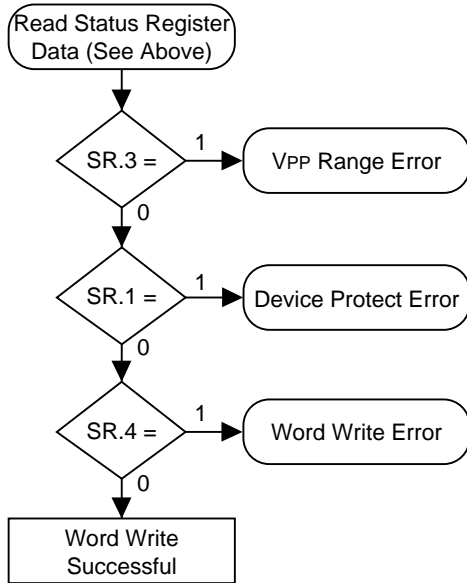 Read Status Register
Data (See Above)
SR.3 =
1
VPP Range Error
0
SR.1 =
1
Device Protect Error
0
SR.4 =
1
Word Write Error
0
Word Write
Successful